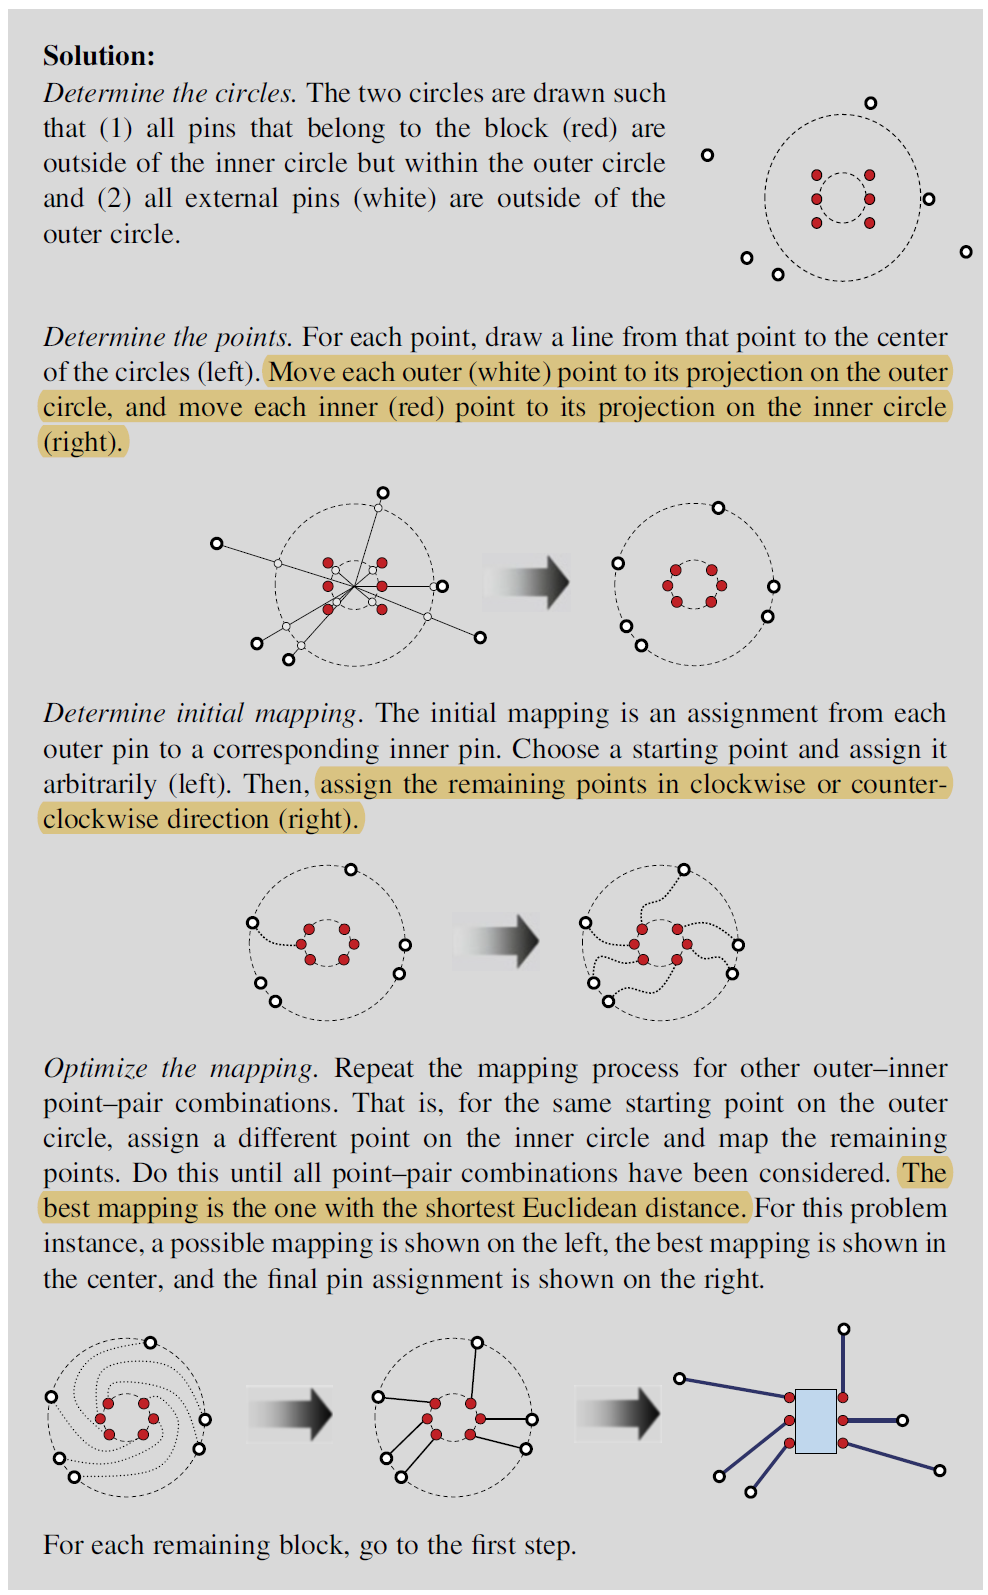 Solution:
Determine the circles. The two circles are drawn such
that (1) all pins that belong to the block (red) are
outside of the inner circle but within the outer circle
and (2) all external pins (white) are outside of the
outer circle.
Determine the points. For each point, draw a line from that point to the center
of the circles (left). Move each outer (white) point to its projection on the outer
circle, and move each inner (red) point to its projection on the inner circle
(right).
Determine initial mapping. The initial mapping is an assignment from each
outer pin to a corresponding inner pin. Choose a starting point and assign it
arbitrarily (left). Then, assign the remaining points in clockwise or counter-
clockwise direction (right).
Optimize the mapping. Repeat the mapping process for other outer–inner
point–pair combinations. That is, for the same starting point on the outer
circle, assign a different point on the inner circle and map the remaining
points. Do this until all point–pair combinations have been considered. The
best mapping is the one with the shortest Euclidean distance. For this problem
instance, a possible mapping is shown on the left, the best mapping is shown in
the center, and the final pin assignment is shown on the right.
For each remaining block, go to the first step.